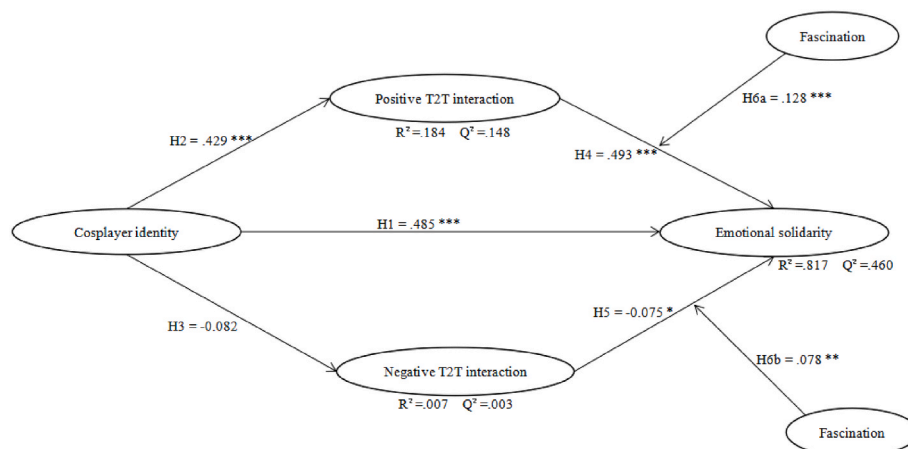 Fascination
Positive T2T interaction
H6a = .128 ***
R² =.184 Q² =.148
H2 = .429 ***
H4 = .493 ***
H1 = .485 ***
Cosplayer identity
Emotional solidarity
R² =.817 Q² =.460
H5 = -0.075 *
H3 = -0.082
H6b = .078 **
Negative T2T interaction
R² =.007 Q² =.003
Fascination